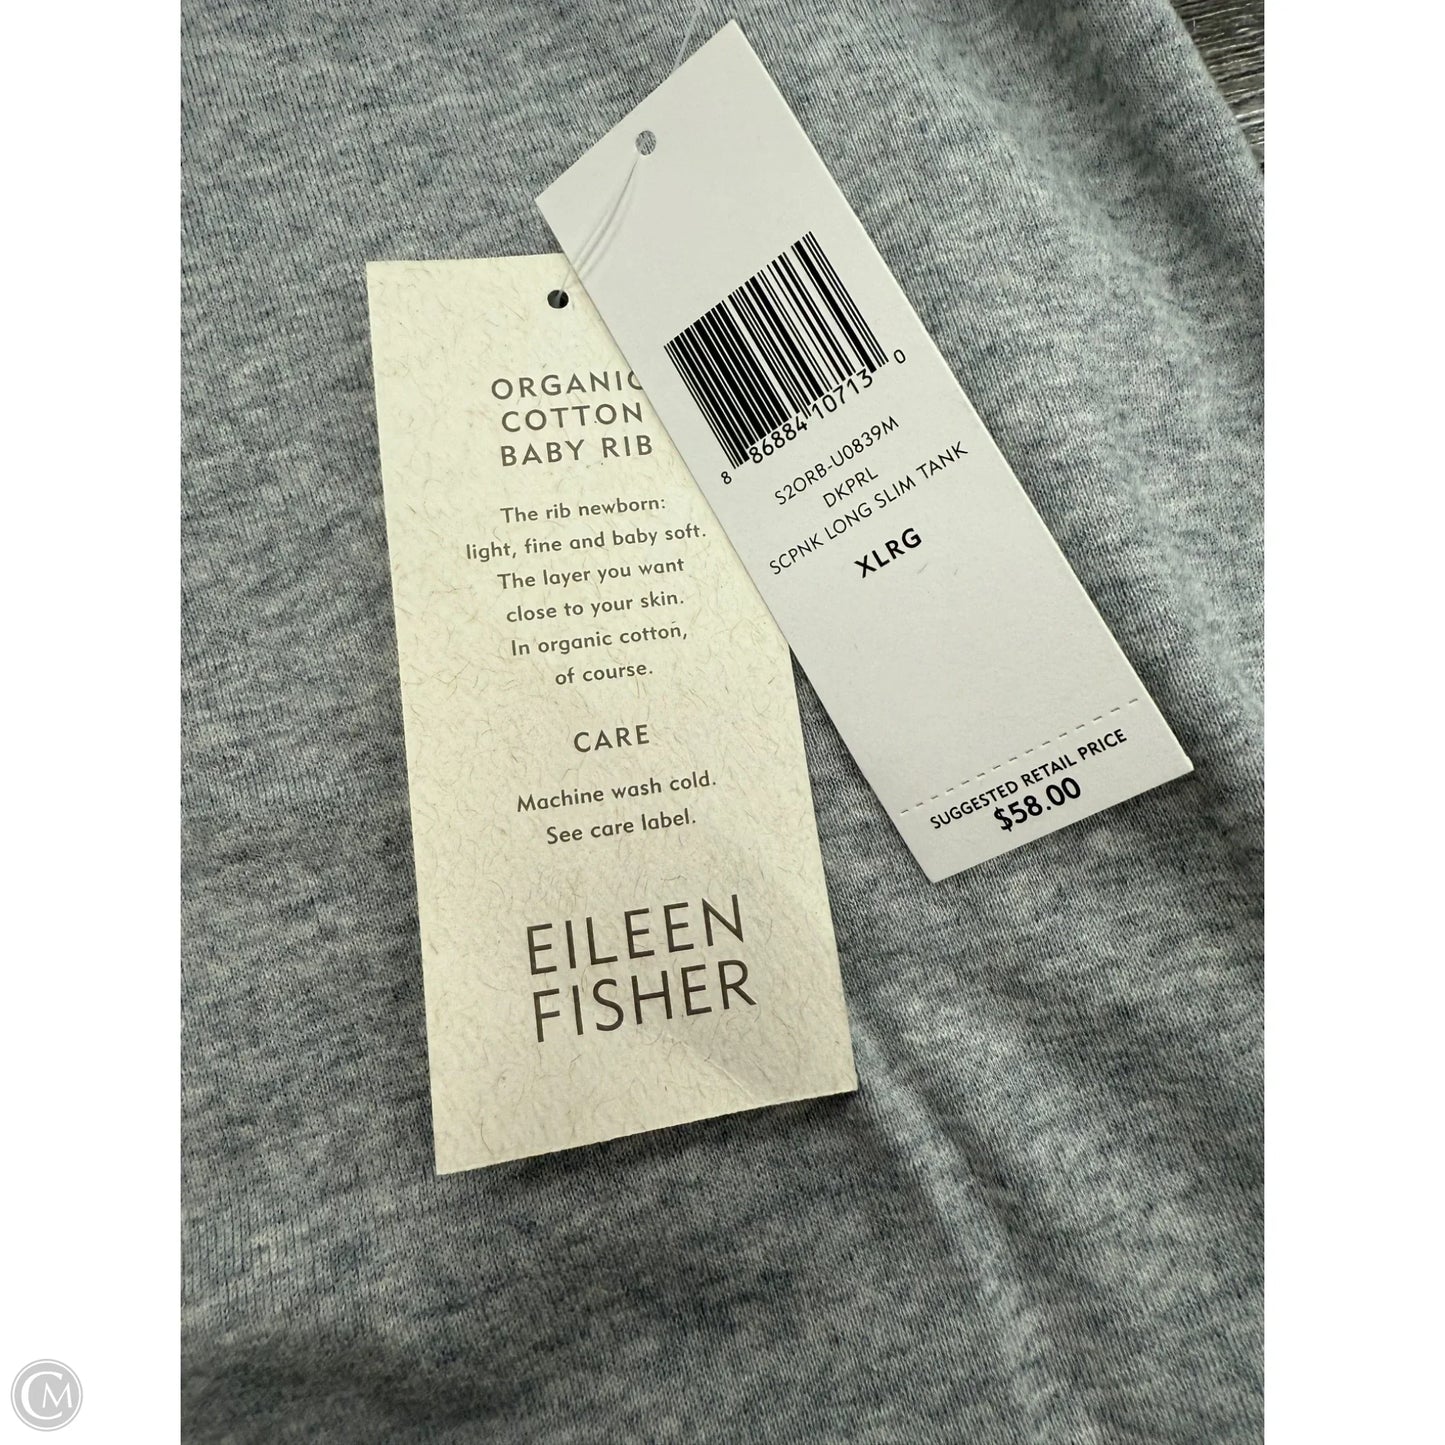 ORGANIC
COTTON
BABY RIB
The rib newborn:
light, fine and baby soft.
The layer you want
close to your skin.
In organic cotton,
of course.
CARE
Machine wash cold.
See care label.
EILEEN
FISHER
8 86884 10713 0
S2ORB-U0839M
DKPRL
SCPNK LONG SLIM TANK
XLRG
SUGGESTED RETAIL PRICE
$58.00
CM